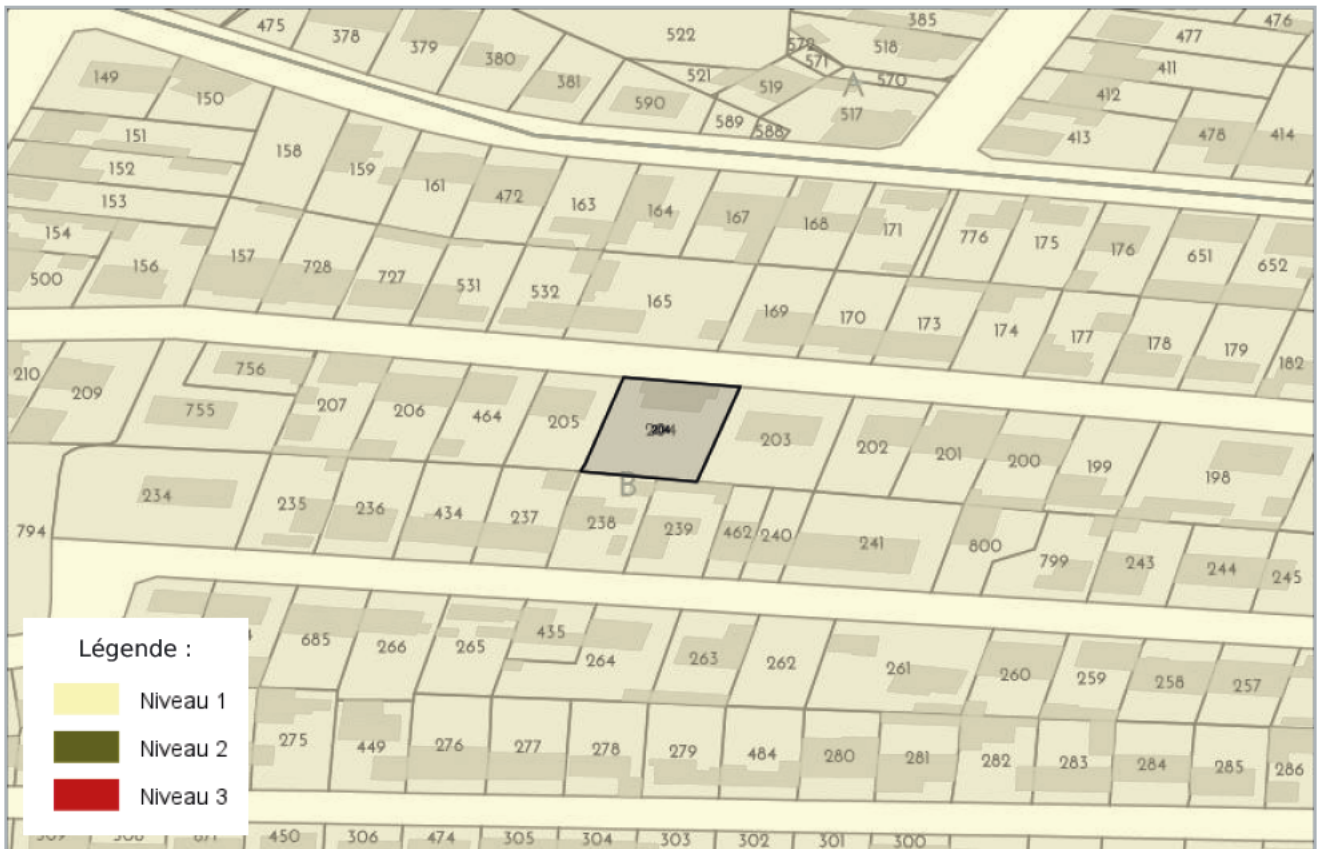 475 378 379 380 381 590 522 521 589 588 519 572 571 385 518 570 A 517 477 476 411 412 413 478 414
149 150 151 152 153 154 500 156
158 159 161 472 163 164 167 168 171 776 175 176 651 652
157 728 727 531 532 165 169 170 173 174 177 178 179 182
210 209 756 755 207 206 464 205 204 203 202 201 200 199 198
B
794 234 235 236 434 237 238 239 462 240 241 800 799 243 244 245
685 266 265 435 264 263 262 261 260 259 258 257
275 449 276 277 278 279 484 280 281 282 283 284 285 286
450 306 474 305 304 303 302 301 300
Légende :
Niveau 1
Niveau 2
Niveau 3